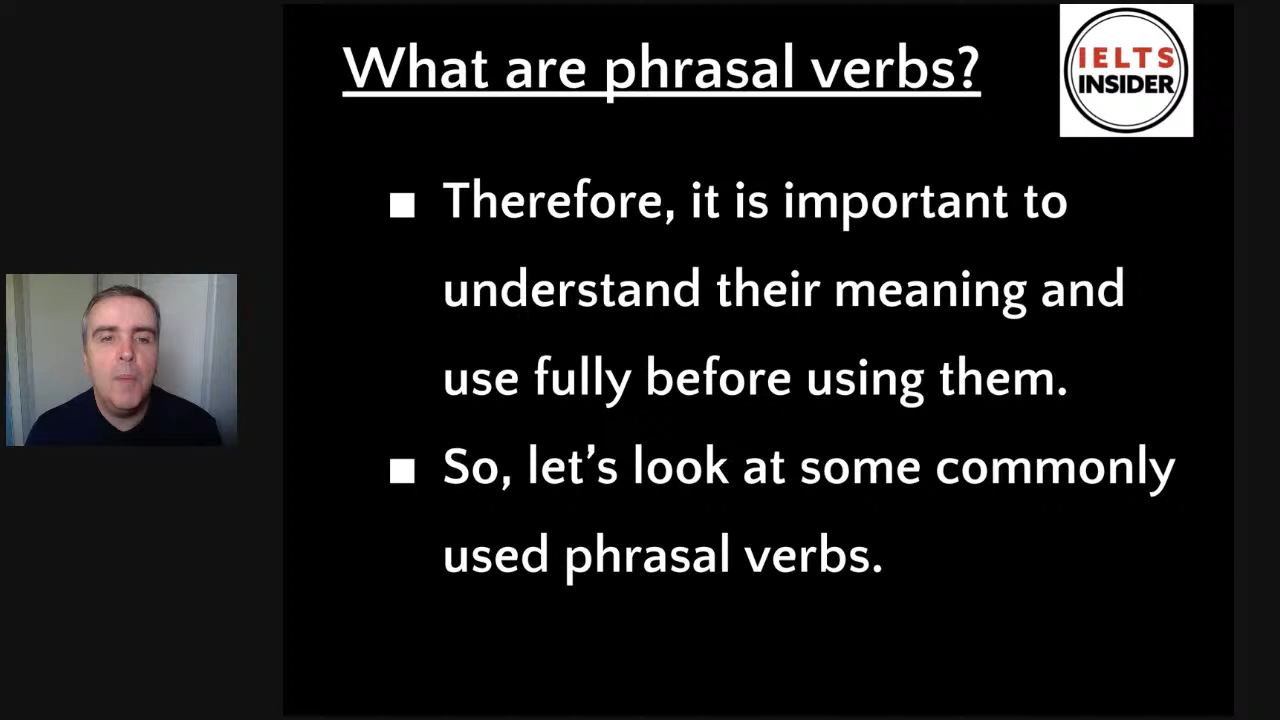 What are phrasal verbs?
IELTS
INSIDER
■ Therefore, it is important to
understand their meaning and
use fully before using them.
■ So, let’s look at some commonly
used phrasal verbs.